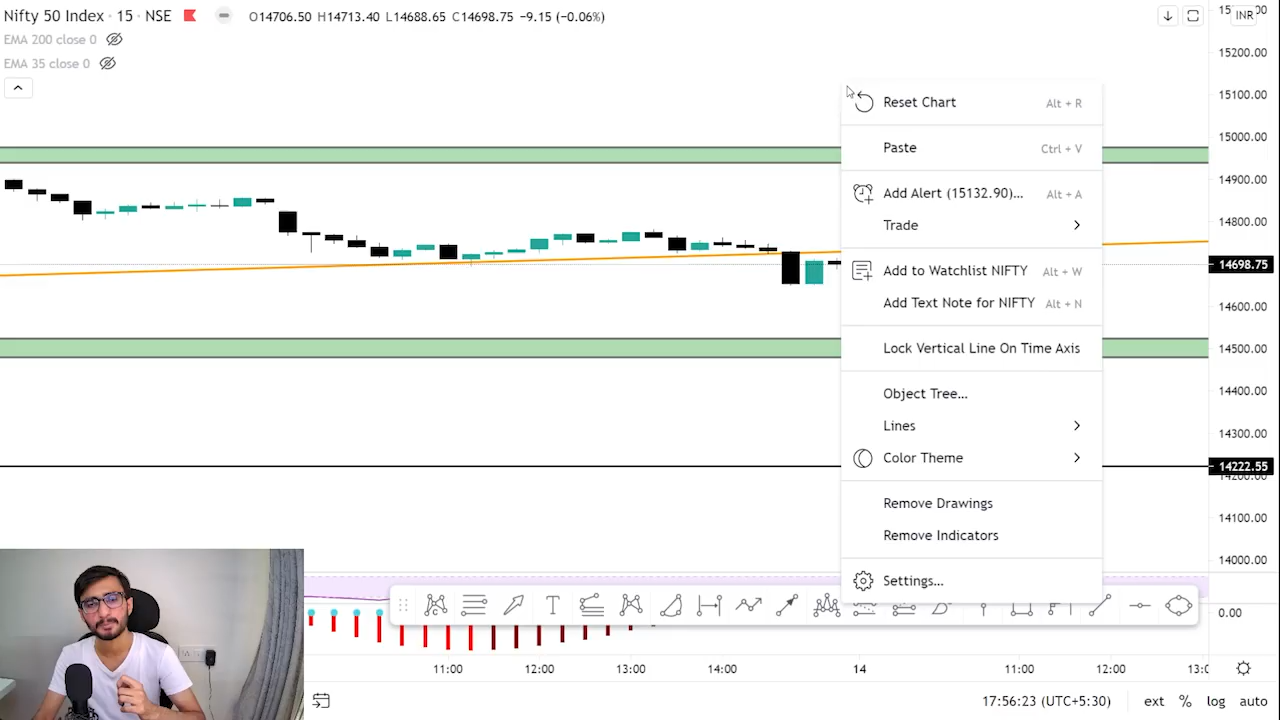 Nifty 50 Index · 15 · NSE
O14706.50 H14713.40 L14688.65 C14698.75 −9.15 (−0.06%)
INR
EMA 200 close 0
EMA 35 close 0
15200.00
15100.00
15000.00
14900.00
14800.00
14698.75
14600.00
14500.00
14400.00
14300.00
14222.55
14200.00
14100.00
14000.00
0.00
Reset Chart Alt + R
Paste Ctrl + V
Add Alert (15132.90)... Alt + A
Trade
Add to Watchlist NIFTY Alt + W
Add Text Note for NIFTY Alt + N
Lock Vertical Line On Time Axis
Object Tree...
Lines
Color Theme
Remove Drawings
Remove Indicators
Settings...
11:00 12:00 13:00 14:00 14 11:00 12:00
17:56:23 (UTC+5:30) ext % log auto